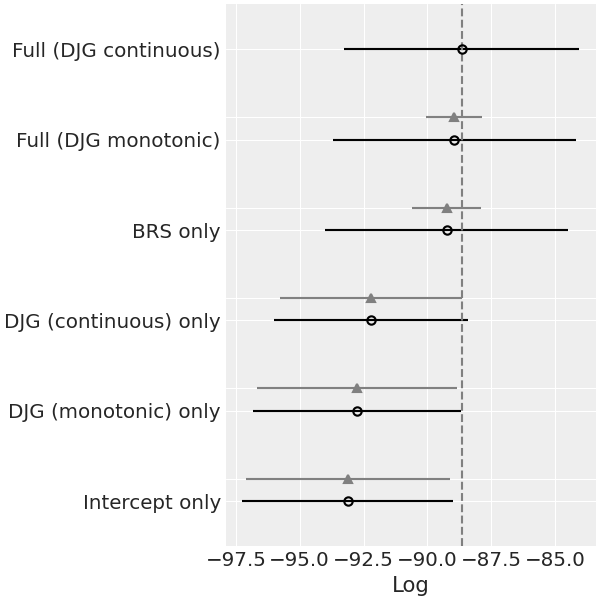 Full (DJG continuous)
Full (DJG monotonic)
BRS only
DJG (continuous) only
DJG (monotonic) only
Intercept only
−97.5 −95.0 −92.5 −90.0 −87.5 −85.0
Log